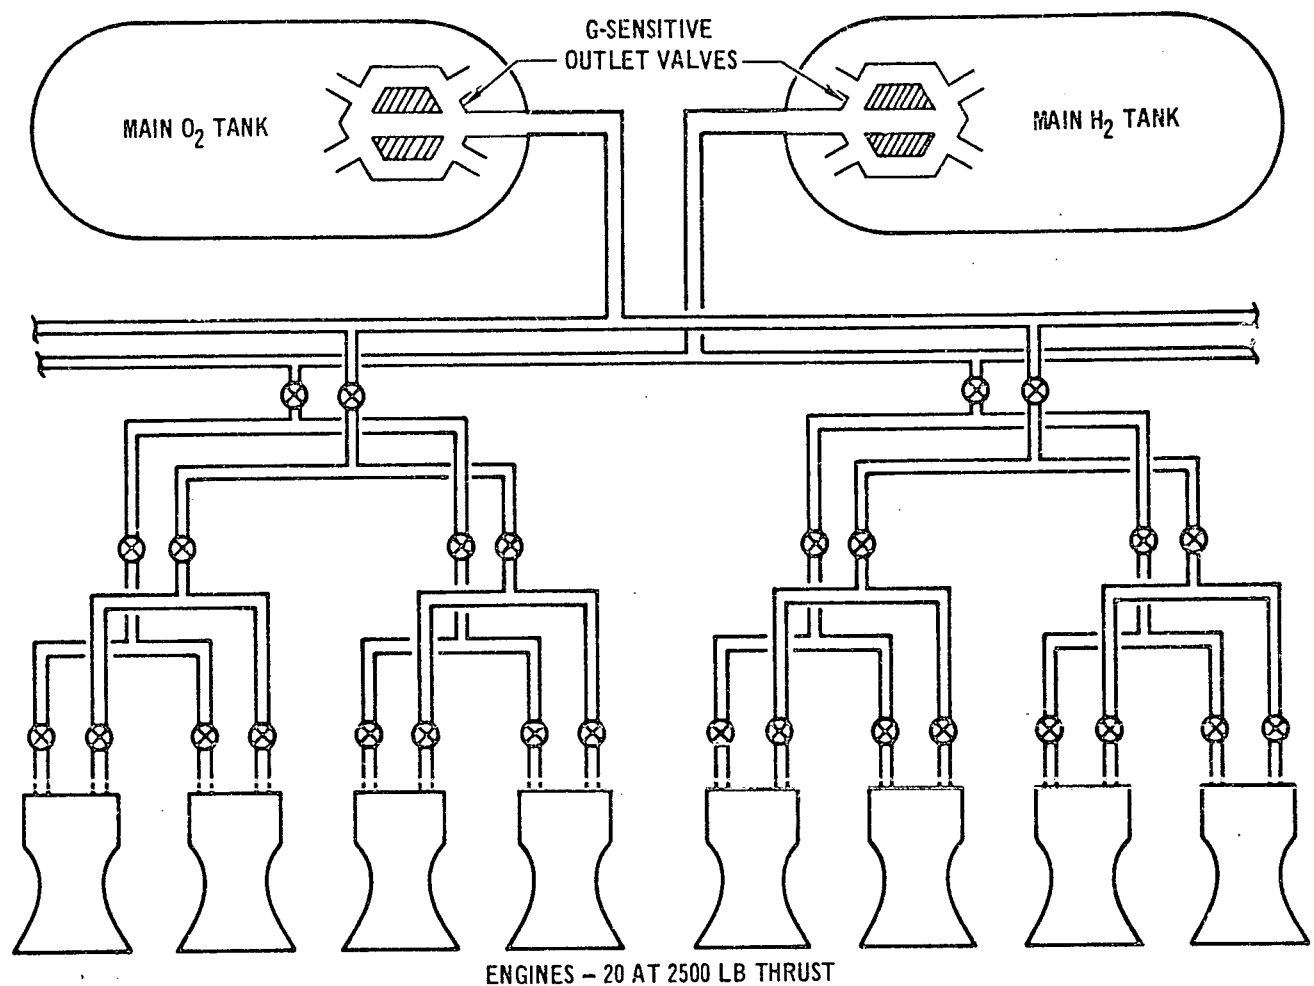 G-SENSITIVE
OUTLET VALVES
MAIN O2 TANK
MAIN H2 TANK
ENGINES – 20 AT 2500 LB THRUST